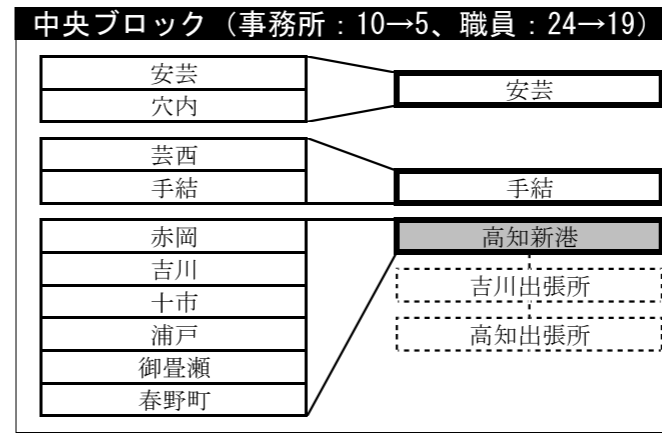 中央ブロック（事務所：10→5、職員：24→19）
安芸
穴内
安芸
芸西
手結
手結
赤岡
吉川
十市
浦戸
御畳瀬
春野町
高知新港
吉川出張所
高知出張所